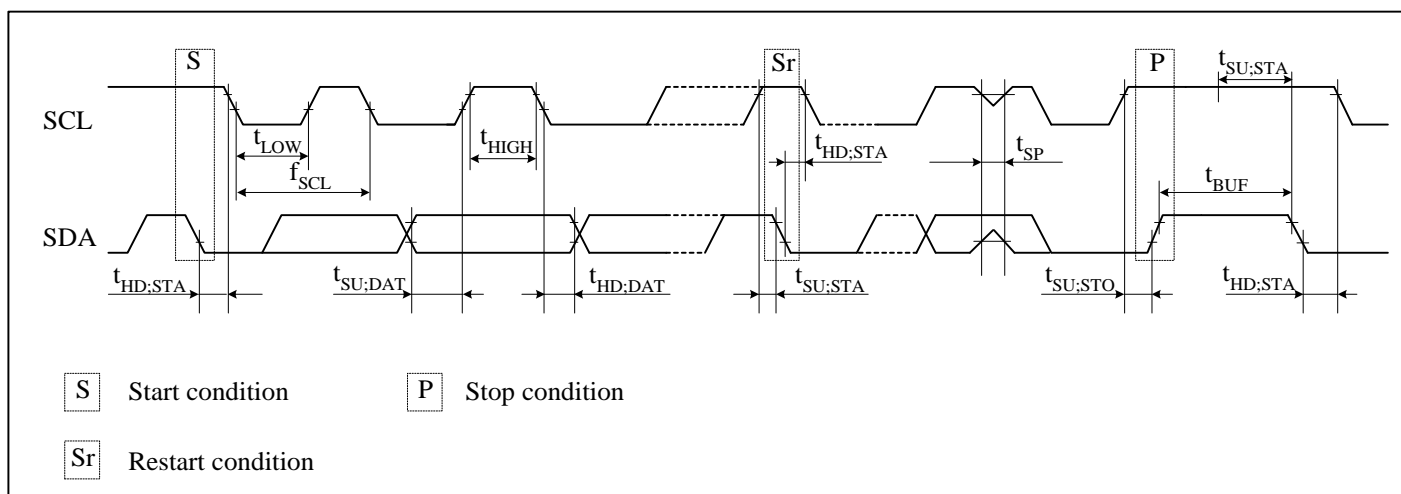 S Sr P
tSU;STA
SCL
tLOW tHIGH tHD;STA tSP
fSCL tBUF
SDA
tHD;STA tSU;DAT tHD;DAT tSU;STA tSU;STO tHD;STA
S Start condition P Stop condition
Sr Restart condition